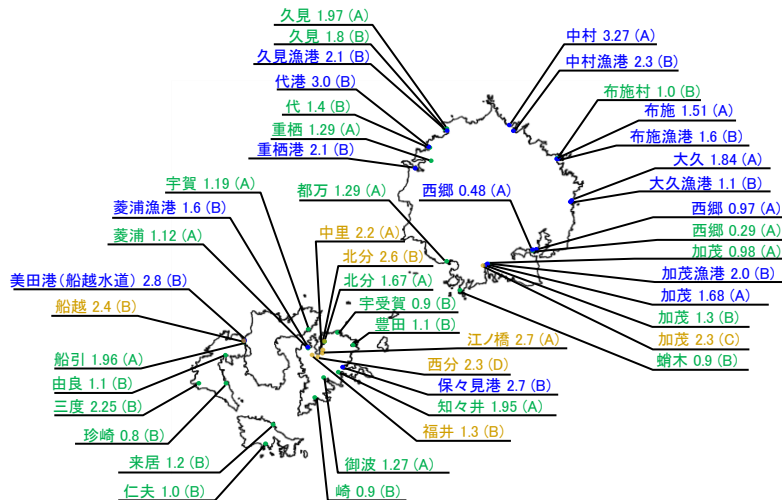 久見 1.97 (A)
久見 1.8 (B)
久見漁港 2.1 (B)
代港 3.0 (B)
代 1.4 (B)
重栖 1.29 (A)
重栖港 2.1 (B)
中村 3.27 (A)
中村漁港 2.3 (B)
布施村 1.0 (B)
布施 1.51 (A)
布施漁港 1.6 (B)
大久 1.84 (A)
大久漁港 1.1 (B)
西郷 0.48 (A)
西郷 0.97 (A)
西郷 0.29 (A)
加茂 0.98 (A)
加茂漁港 2.0 (B)
加茂 1.68 (A)
加茂 1.3 (B)
加茂 2.3 (C)
蛸木 0.9 (B)
都万 1.29 (A)
宇賀 1.19 (A)
菱浦漁港 1.6 (B)
菱浦 1.12 (A)
美田港(船越水道) 2.8 (B)
船越 2.4 (B)
船引 1.96 (A)
由良 1.1 (B)
三度 2.25 (B)
珍崎 0.8 (B)
来居 1.2 (B)
仁夫 1.0 (B)
中里 2.2 (A)
北分 2.6 (B)
北分 1.67 (A)
宇受賀 0.9 (B)
豊田 1.1 (B)
江ノ橋 2.7 (A)
西分 2.3 (D)
保々見港 2.7 (B)
知々井 1.95 (A)
福井 1.3 (B)
御波 1.27 (A)
崎 0.9 (B)